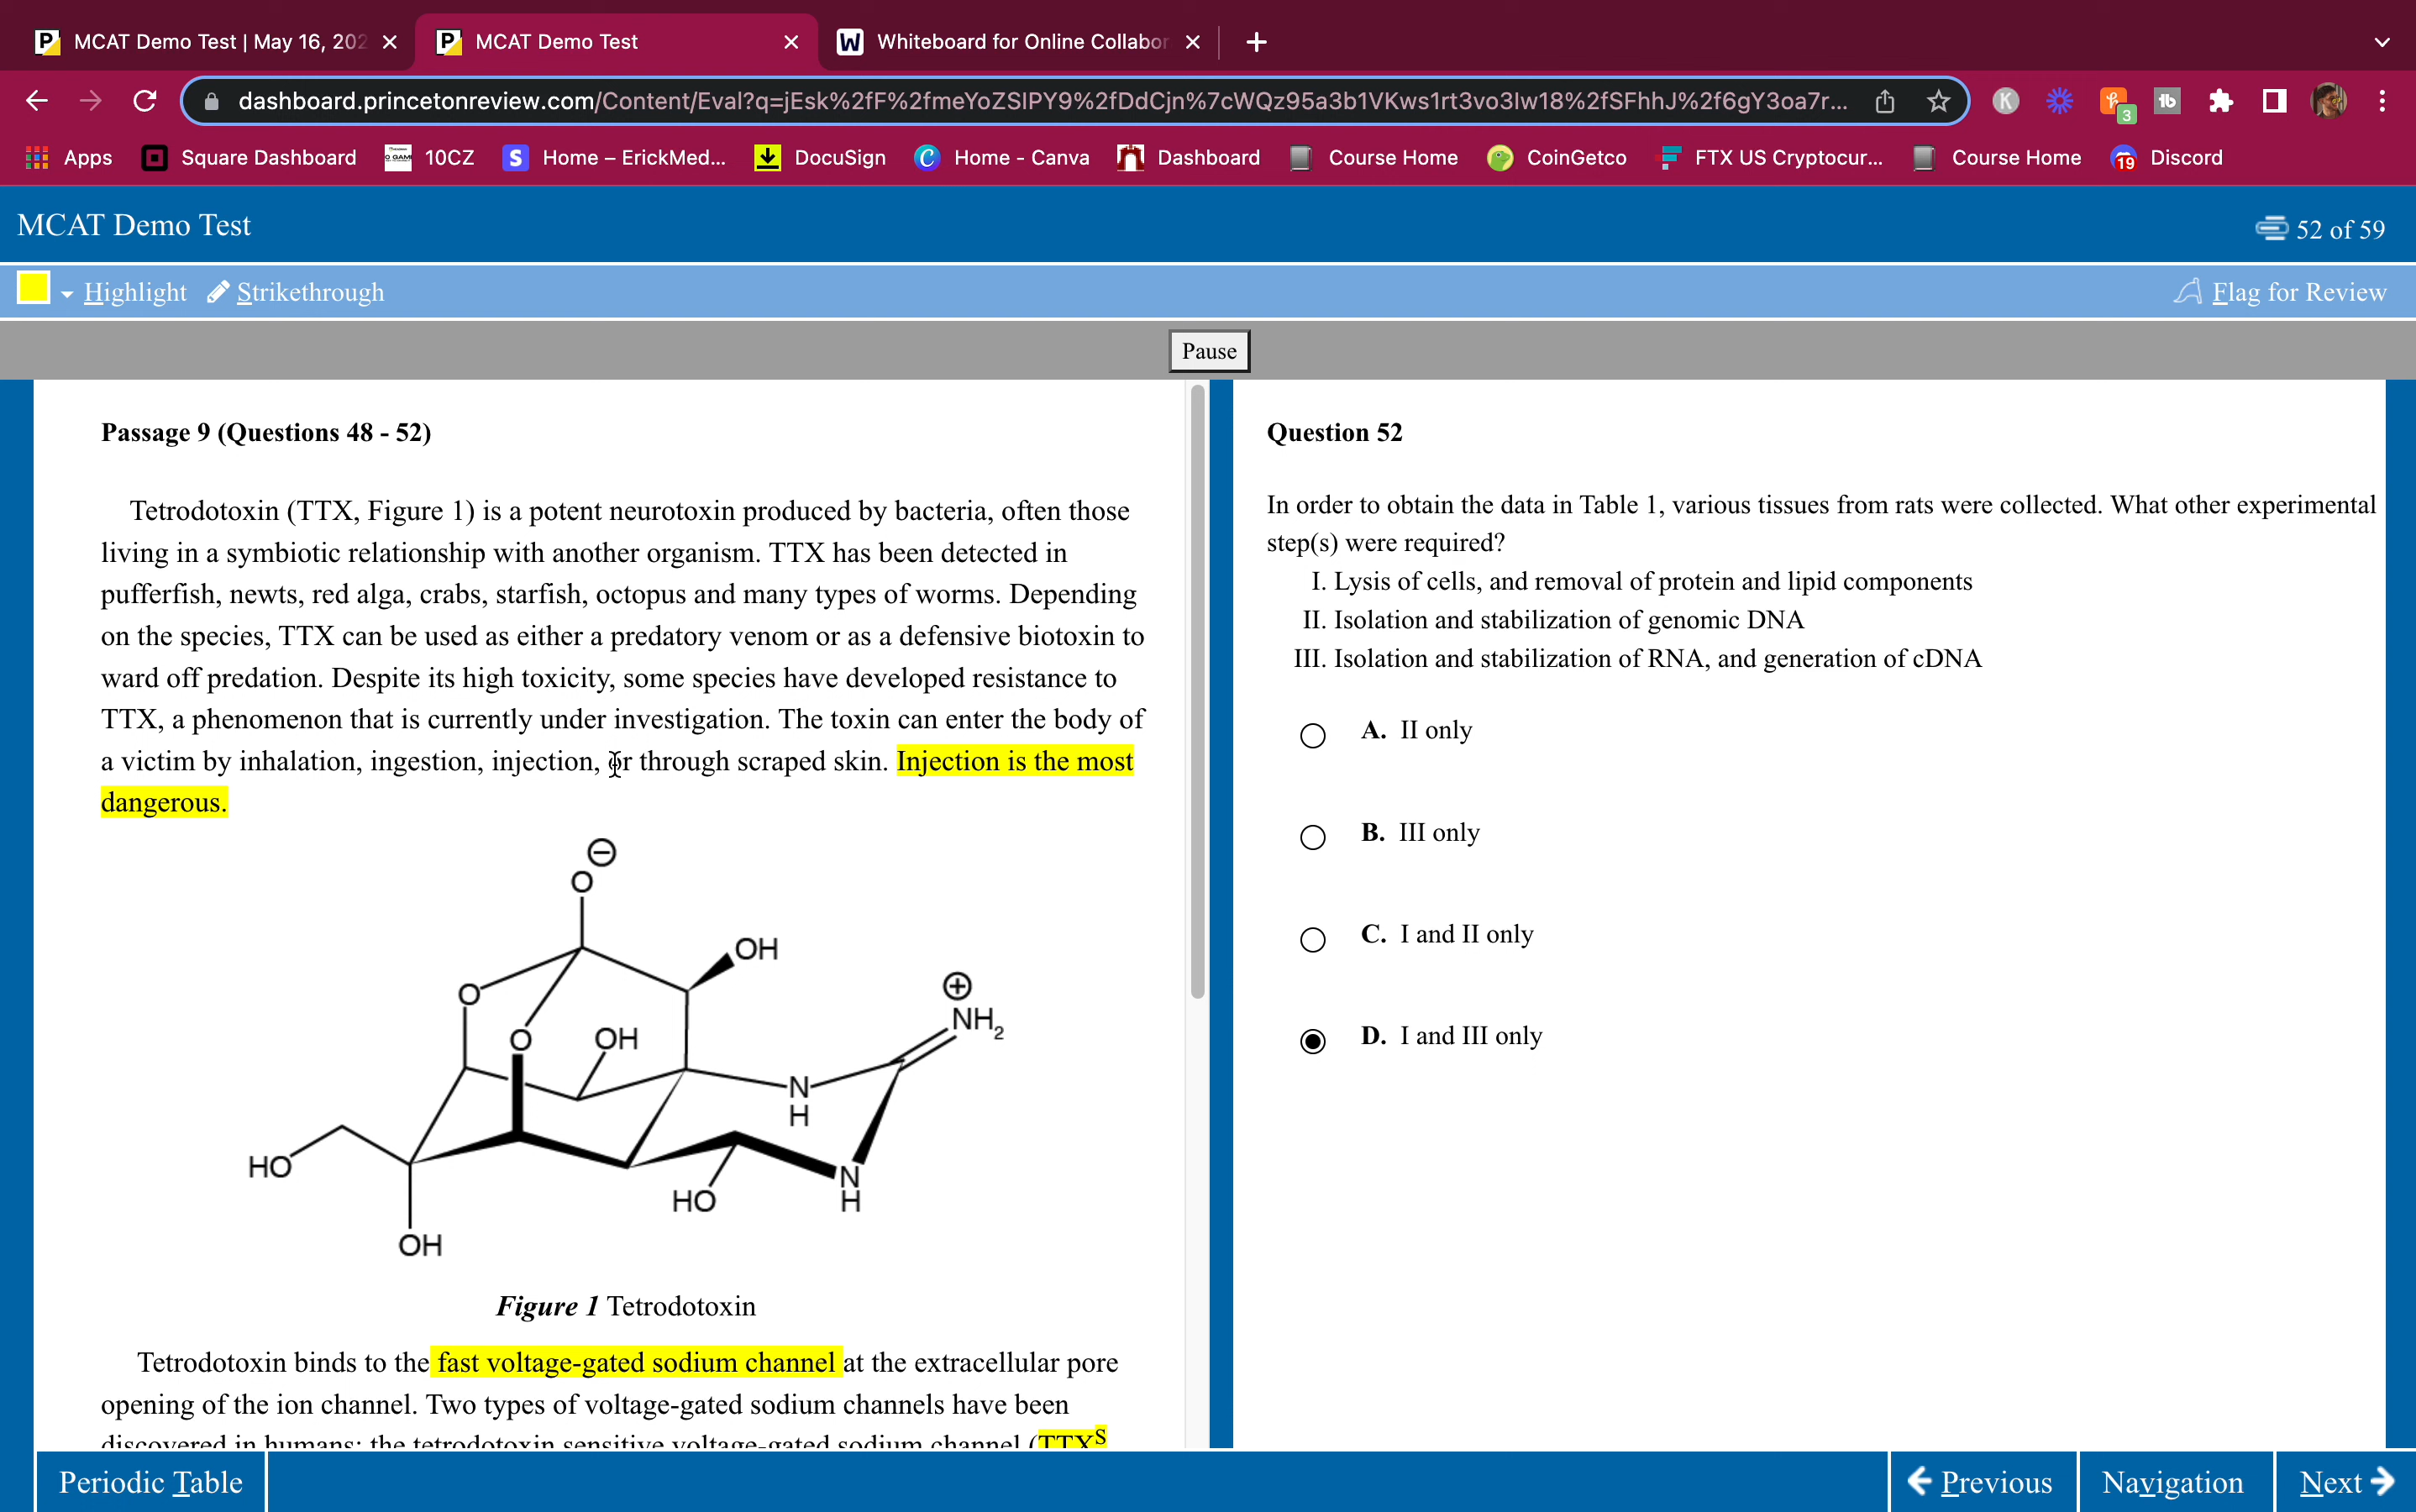 MCAT Demo Test | May 16, 202
MCAT Demo Test
Whiteboard for Online Collabor
dashboard.princetonreview.com/Content/Eval?q=jEsk%2fF%2fmeYoZSIPY9%2fDdCjn%7cWQz95a3b1VKws1rt3vo3lw18%2fSFhhJ%2f6gY3oa7r...
Apps Square Dashboard 10CZ Home – ErickMed... DocuSign Home - Canva Dashboard Course Home CoinGetco FTX US Cryptocur... Course Home 19 Discord
MCAT Demo Test
52 of 59
Highlight Strikethrough
Flag for Review
Pause
Passage 9 (Questions 48 - 52)
Tetrodotoxin (TTX, Figure 1) is a potent neurotoxin produced by bacteria, often those
living in a symbiotic relationship with another organism. TTX has been detected in
pufferfish, newts, red alga, crabs, starfish, octopus and many types of worms. Depending
on the species, TTX can be used as either a predatory venom or as a defensive biotoxin to
ward off predation. Despite its high toxicity, some species have developed resistance to
TTX, a phenomenon that is currently under investigation. The toxin can enter the body of
a victim by inhalation, ingestion, injection, or through scraped skin. Injection is the most
dangerous.
⊖
O
OH
O
⊕
NH2
O
OH
N
H
HO
HO
N
H
OH
Figure 1 Tetrodotoxin
Tetrodotoxin binds to the fast voltage-gated sodium channel at the extracellular pore
opening of the ion channel. Two types of voltage-gated sodium channels have been
discovered in humans: the tetrodotoxin sensitive voltage-gated sodium channel (TTXS
Question 52
In order to obtain the data in Table 1, various tissues from rats were collected. What other experimental
step(s) were required?
I. Lysis of cells, and removal of protein and lipid components
II. Isolation and stabilization of genomic DNA
III. Isolation and stabilization of RNA, and generation of cDNA
A. II only
B. III only
C. I and II only
D. I and III only
Periodic Table
Previous
Navigation
Next